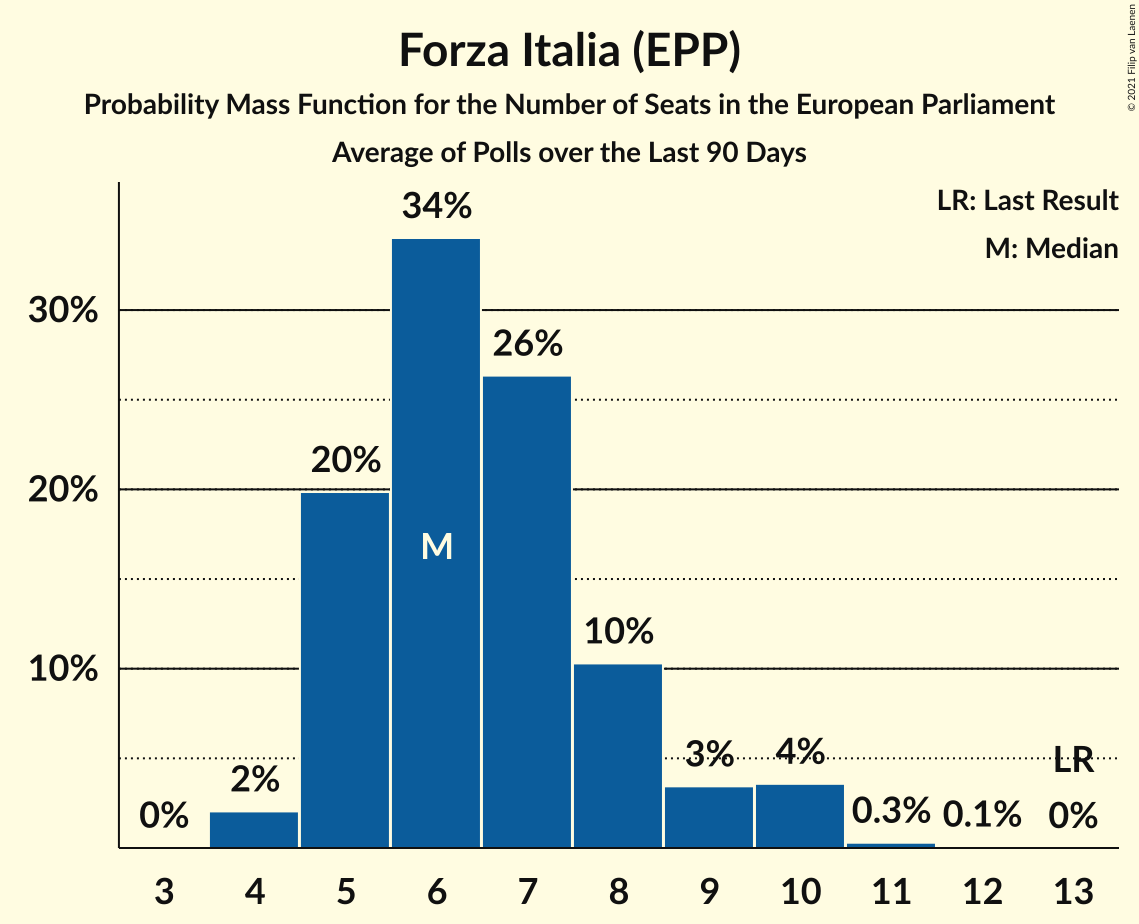 Forza Italia (EPP)
Probability Mass Function for the Number of Seats in the European Parliament
Average of Polls over the Last 90 Days
© 2021 Filip van Laenen
LR: Last Result
M: Median
34%
30%
26%
20%
20%
M
10%
10%
3%
4%
LR
2%
0%
0.3%
0.1%
0%
3 4 5 6 7 8 9 10 11 12 13